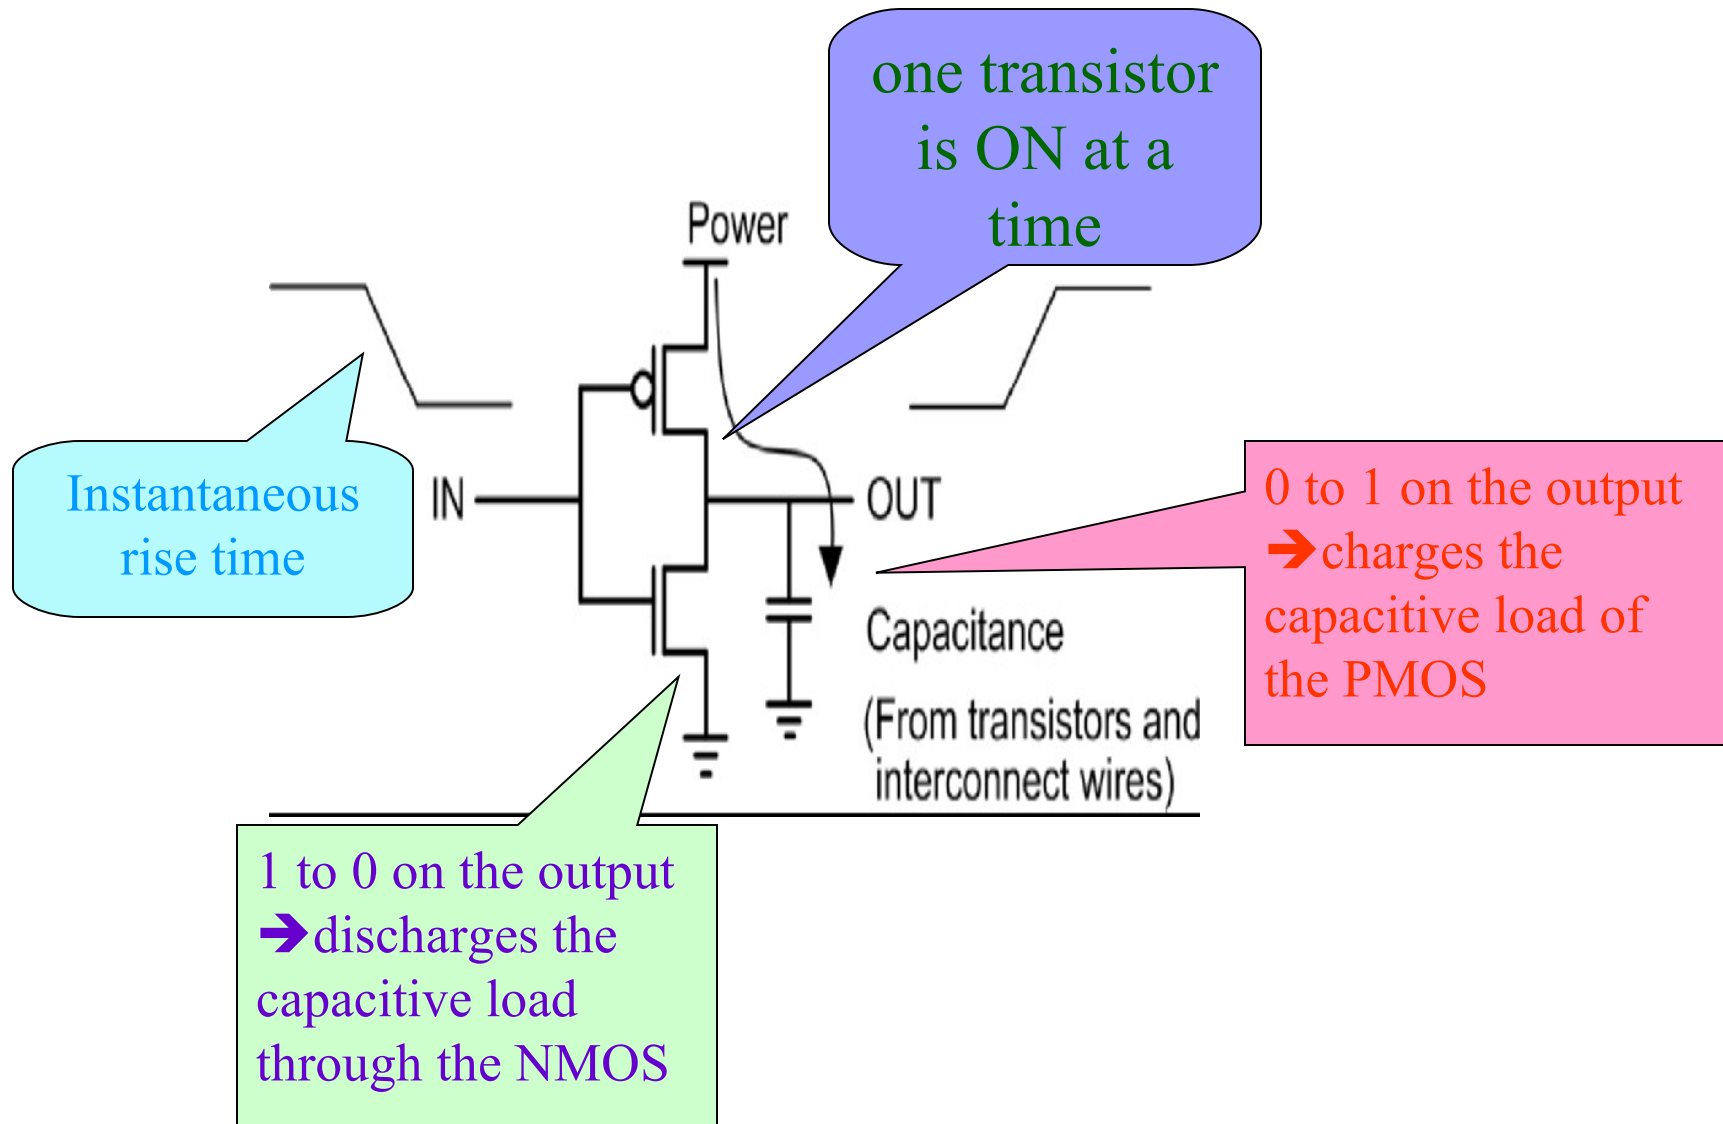 one transistor
is ON at a
time
Power
Instantaneous
rise time
IN
OUT
0 to 1 on the output
➔charges the
capacitive load of
the PMOS
Capacitance
(From transistors and
interconnect wires)
1 to 0 on the output
➔discharges the
capacitive load
through the NMOS